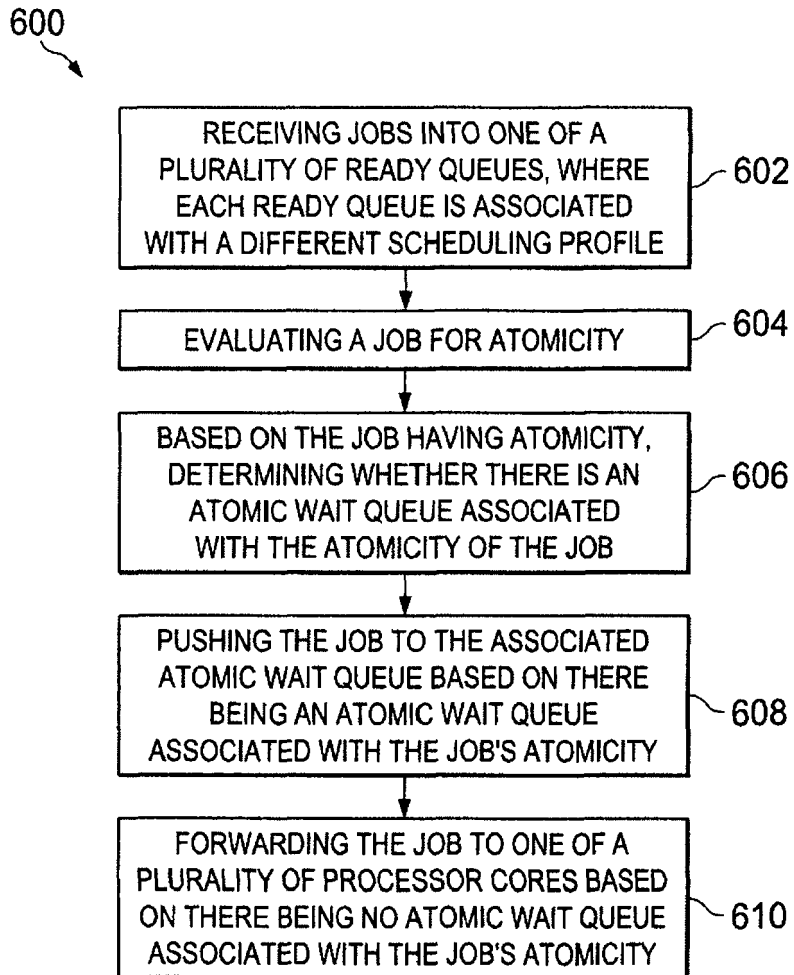 600
RECEIVING JOBS INTO ONE OF A
PLURALITY OF READY QUEUES, WHERE
EACH READY QUEUE IS ASSOCIATED
WITH A DIFFERENT SCHEDULING PROFILE
602
EVALUATING A JOB FOR ATOMICITY
604
BASED ON THE JOB HAVING ATOMICITY,
DETERMINING WHETHER THERE IS AN
ATOMIC WAIT QUEUE ASSOCIATED
WITH THE ATOMICITY OF THE JOB
606
PUSHING THE JOB TO THE ASSOCIATED
ATOMIC WAIT QUEUE BASED ON THERE
BEING AN ATOMIC WAIT QUEUE
ASSOCIATED WITH THE JOB'S ATOMICITY
608
FORWARDING THE JOB TO ONE OF A
PLURALITY OF PROCESSOR CORES BASED
ON THERE BEING NO ATOMIC WAIT QUEUE
ASSOCIATED WITH THE JOB'S ATOMICITY
610